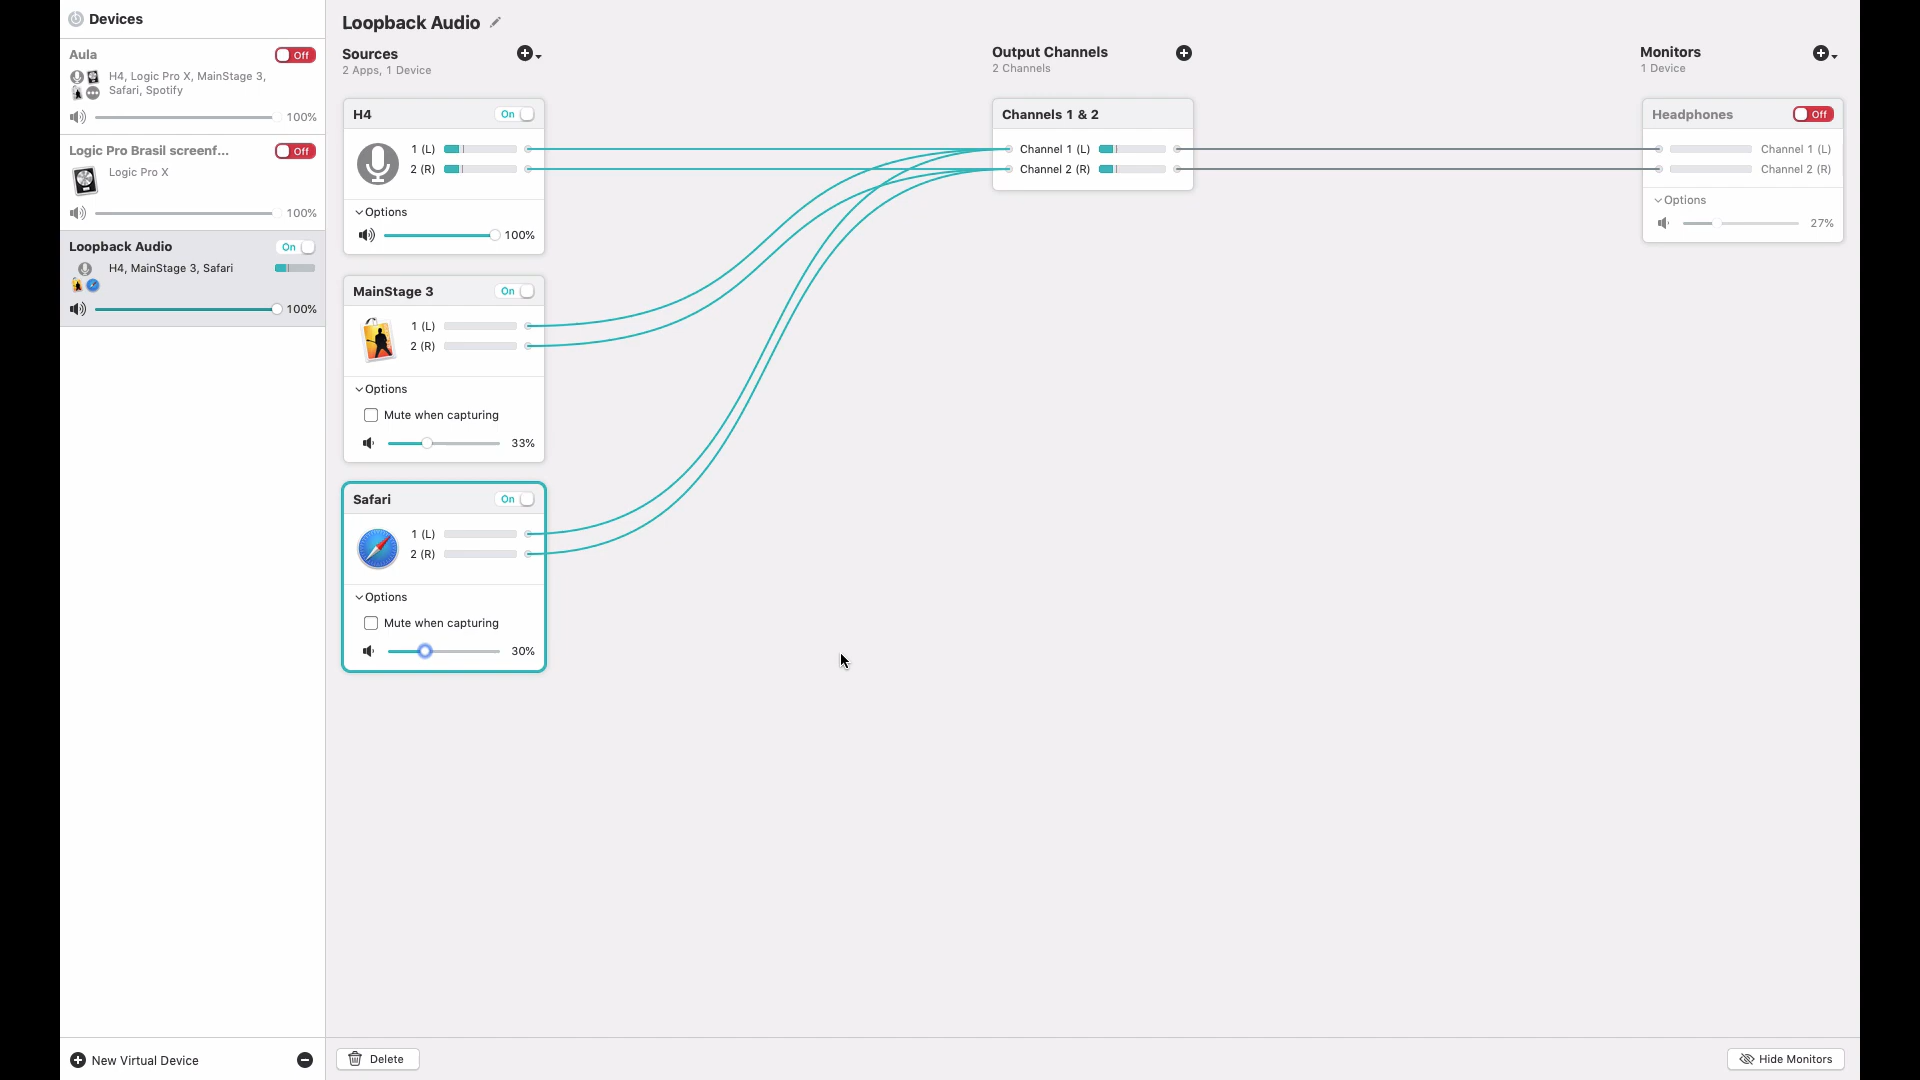 Devices
Aula
Off
H4, Logic Pro X, MainStage 3,
Safari, Spotify
100%
Logic Pro Brasil screenf...
Off
Logic Pro X
100%
Loopback Audio
On
H4, MainStage 3, Safari
100%
New Virtual Device
Loopback Audio
Sources
2 Apps, 1 Device
H4
On
1 (L)
2 (R)
Options
100%
MainStage 3
On
1 (L)
2 (R)
Options
Mute when capturing
33%
Safari
On
1 (L)
2 (R)
Options
Mute when capturing
30%
Output Channels
2 Channels
Channels 1 & 2
Channel 1 (L)
Channel 2 (R)
Monitors
1 Device
Headphones
Off
Channel 1 (L)
Channel 2 (R)
Options
27%
Delete
Hide Monitors